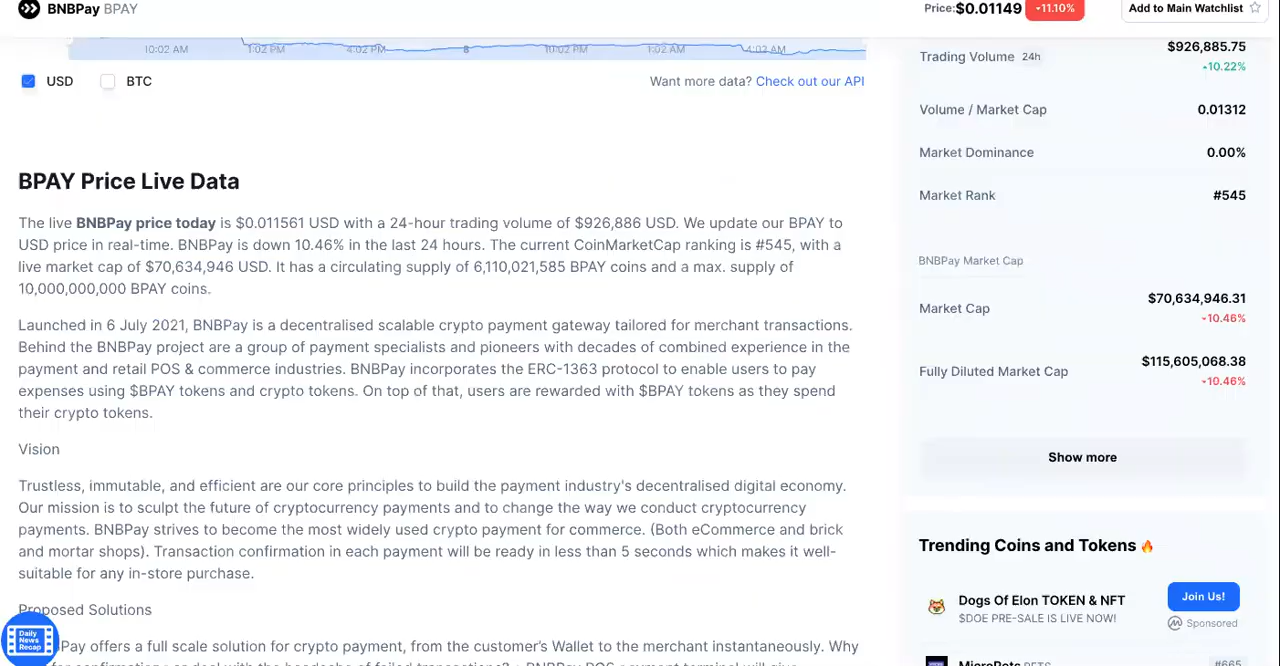 BNBPay BPAY
Price:$0.01149 -11.10% Add to Main Watchlist
10:02 AM 1:02 PM 4:02 PM 8 10:02 PM 1:02 AM 4:02 AM
USD BTC Want more data? Check out our API
BPAY Price Live Data
The live BNBPay price today is $0.011561 USD with a 24-hour trading volume of $926,886 USD. We update our BPAY to
USD price in real-time. BNBPay is down 10.46% in the last 24 hours. The current CoinMarketCap ranking is #545, with a
live market cap of $70,634,946 USD. It has a circulating supply of 6,110,021,585 BPAY coins and a max. supply of
10,000,000,000 BPAY coins.
Launched in 6 July 2021, BNBPay is a decentralised scalable crypto payment gateway tailored for merchant transactions.
Behind the BNBPay project are a group of payment specialists and pioneers with decades of combined experience in the
payment and retail POS & commerce industries. BNBPay incorporates the ERC-1363 protocol to enable users to pay
expenses using $BPAY tokens and crypto tokens. On top of that, users are rewarded with $BPAY tokens as they spend
their crypto tokens.
Vision
Trustless, immutable, and efficient are our core principles to build the payment industry's decentralised digital economy.
Our mission is to sculpt the future of cryptocurrency payments and to change the way we conduct cryptocurrency
payments. BNBPay strives to become the most widely used crypto payment for commerce. (Both eCommerce and brick
and mortar shops). Transaction confirmation in each payment will be ready in less than 5 seconds which makes it well-
suitable for any in-store purchase.
Proposed Solutions
Pay offers a full scale solution for crypto payment, from the customer's Wallet to the merchant instantaneously. Why
Daily
News
Recap
Trading Volume 24h
$926,885.75
10.22%
Volume / Market Cap 0.01312
Market Dominance 0.00%
Market Rank #545
BNBPay Market Cap
Market Cap
$70,634,946.31
-10.46%
Fully Diluted Market Cap
$115,605,068.38
-10.46%
Show more
Trending Coins and Tokens
Dogs Of Elon TOKEN & NFT
$DOE PRE-SALE IS LIVE NOW!
Join Us!
Sponsored
MicroPets PETS #665